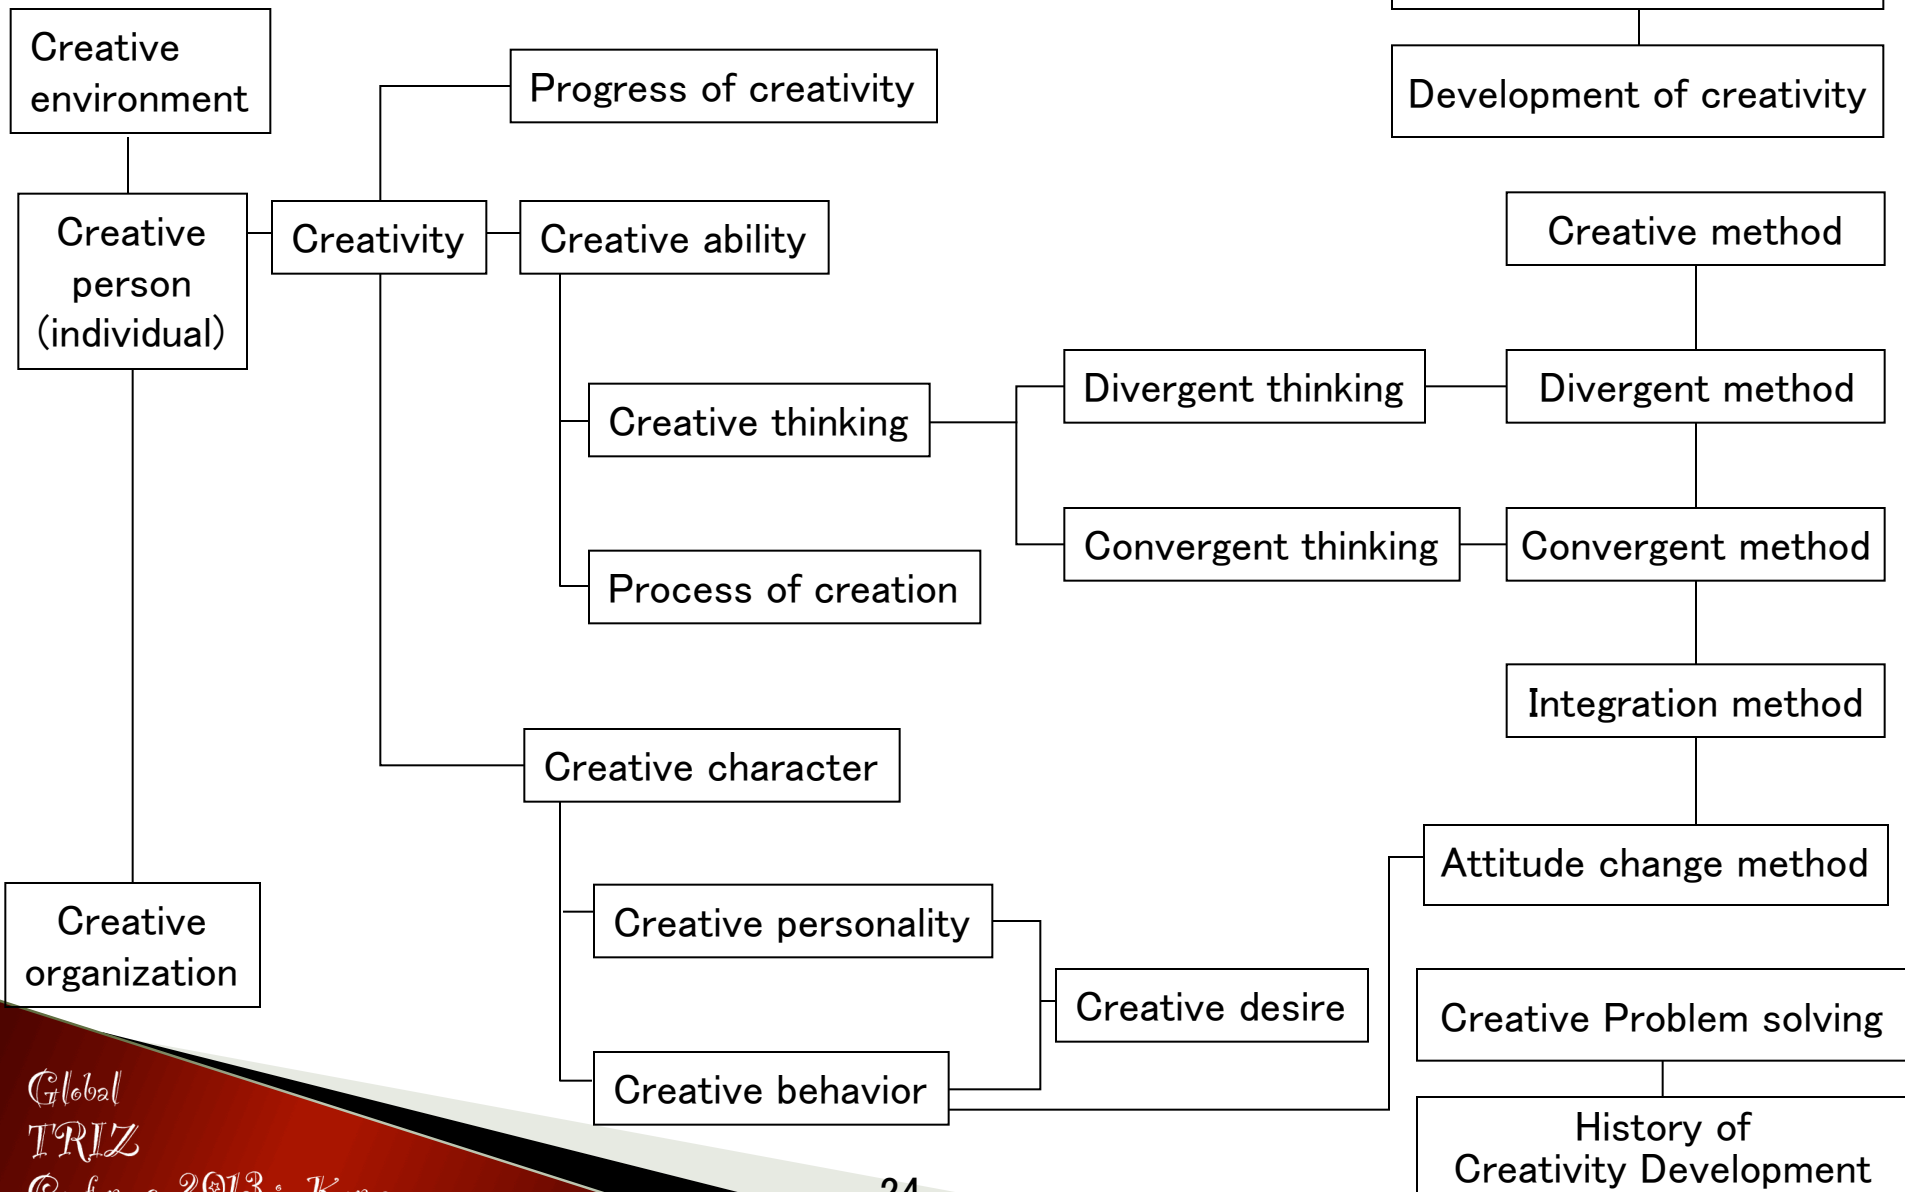 Creative
environment
Progress of creativity
Development of creativity
Creative
person
(individual)
Creativity
Creative ability
Creative method
Creative thinking
Divergent thinking
Divergent method
Convergent thinking
Convergent method
Process of creation
Integration method
Creative character
Attitude change method
Creative
organization
Creative personality
Creative desire
Creative Problem solving
Creative behavior
History of
Creativity Development
Global
TRIZ
2013